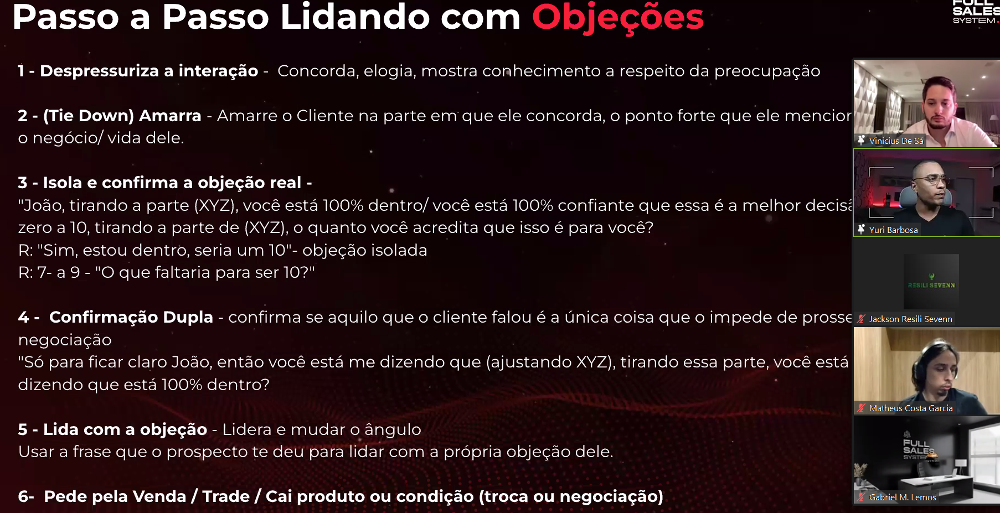 Passo a Passo Lidando com Objeções
FULL
SALES
SYSTEM.
1 - Despressuriza a interação - Concorda, elogia, mostra conhecimento a respeito da preocupação
2 - (Tie Down) Amarra - Amarre o Cliente na parte em que ele concorda, o ponto forte que ele mencion
o negócio/ vida dele.
3 - Isola e confirma a objeção real -
"João, tirando a parte (XYZ), você está 100% dentro/ você está 100% confiante que essa é a melhor decisã
zero a 10, tirando a parte de (XYZ), o quanto você acredita que isso é para você?
R: "Sim, estou dentro, seria um 10"- objeção isolada
R: 7- a 9 - "O que faltaria para ser 10?"
4 - Confirmação Dupla - confirma se aquilo que o cliente falou é a única coisa que o impede de prosse
negociação
"Só para ficar claro João, então você está me dizendo que (ajustando XYZ), tirando essa parte, você está
dizendo que está 100% dentro?
5 - Lida com a objeção - Lidera e mudar o ângulo
Usar a frase que o prospecto te deu para lidar com a própria objeção dele.
6- Pede pela Venda / Trade / Cai produto ou condição (troca ou negociação)
Vinicius De Sá
Yuri Barbosa
RESILI SEVENN
Jackson Resili Sevenn
Matheus Costa Garcia
FULL
SALES
SYSTEM
Gabriel M. Lemos